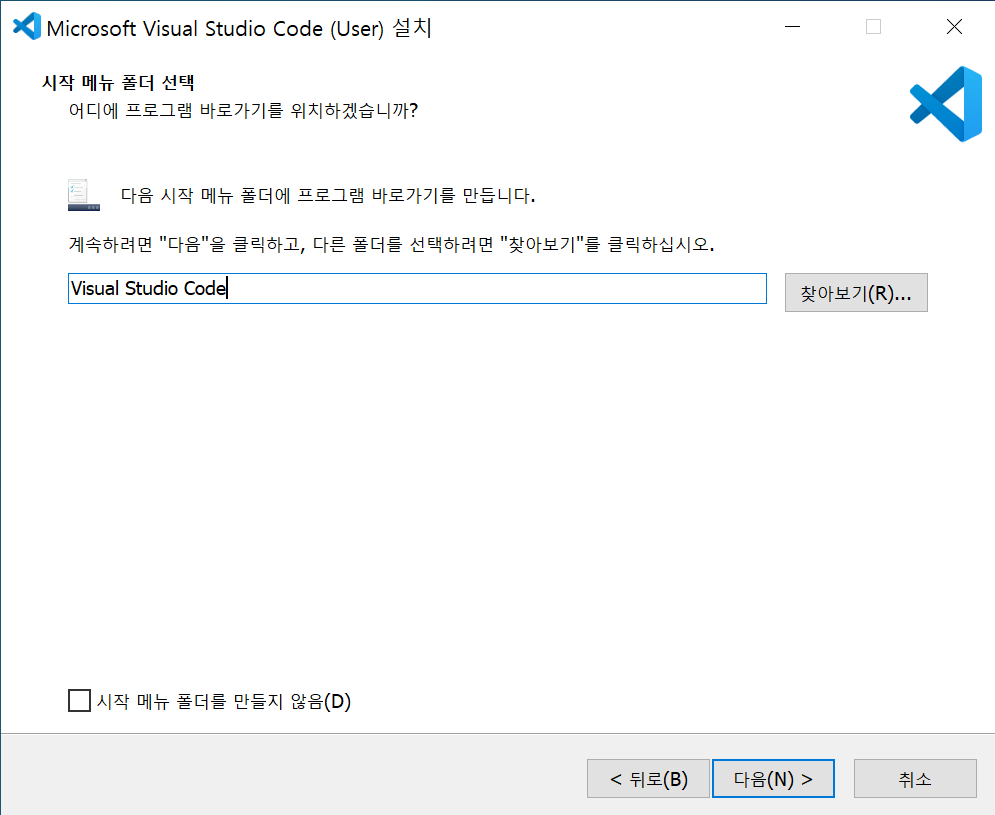 Microsoft Visual Studio Code (User) 설치
시작 메뉴 폴더 선택
어디에 프로그램 바로가기를 위치하겠습니까?
다음 시작 메뉴 폴더에 프로그램 바로가기를 만듭니다.
계속하려면 "다음"을 클릭하고, 다른 폴더를 선택하려면 "찾아보기"를 클릭하십시오.
Visual Studio Code
찾아보기(R)...
시작 메뉴 폴더를 만들지 않음(D)
< 뒤로(B)
다음(N) >
취소